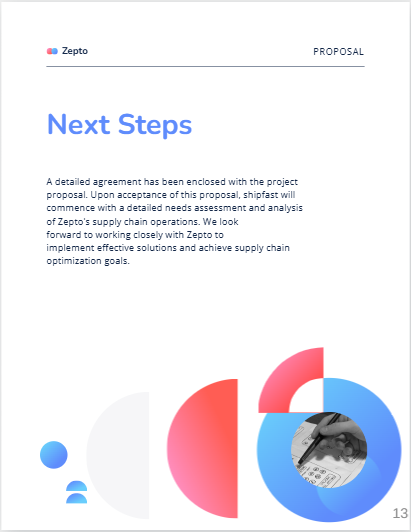 Zepto
PROPOSAL
Next Steps
A detailed agreement has been enclosed with the project
proposal. Upon acceptance of this proposal, shipfast will
commence with a detailed needs assessment and analysis
of Zepto's supply chain operations. We look
forward to working closely with Zepto to
implement effective solutions and achieve supply chain
optimization goals.
13